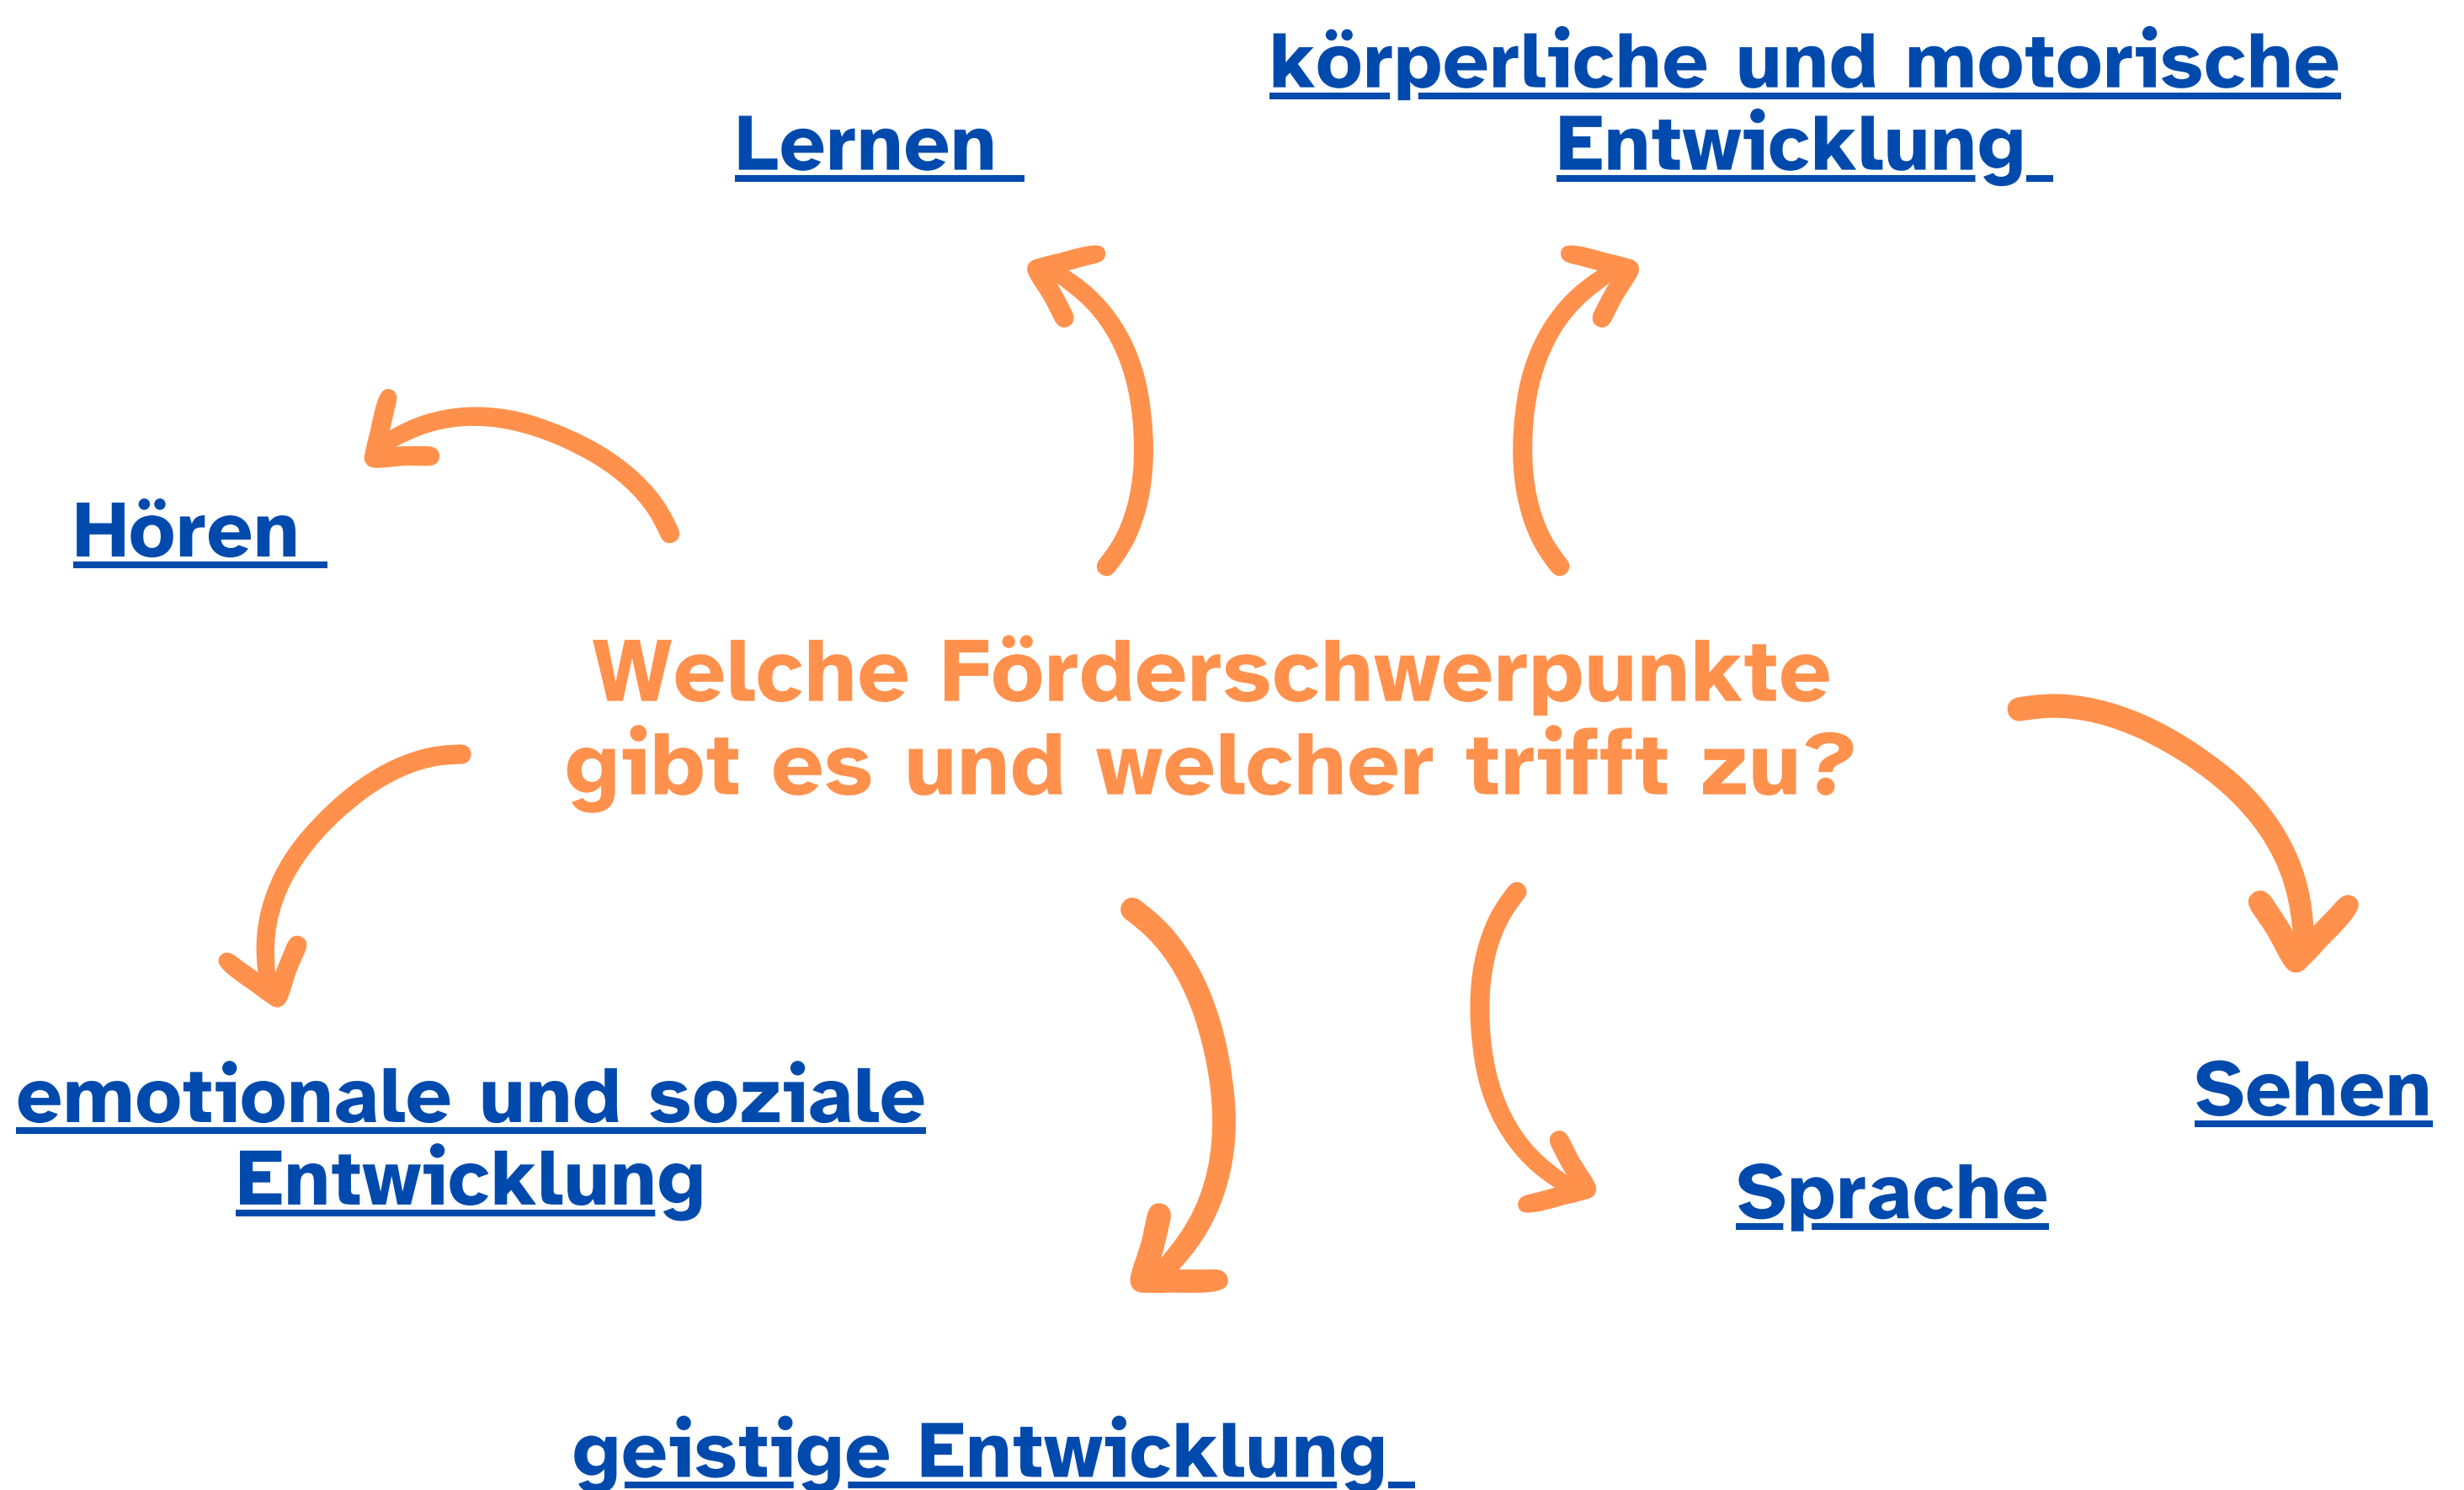 körperliche und motorische
Entwicklung
Lernen
Hören
Welche Förderschwerpunkte
gibt es und welcher trifft zu?
emotionale und soziale
Entwicklung
Sehen
Sprache
geistige Entwicklung